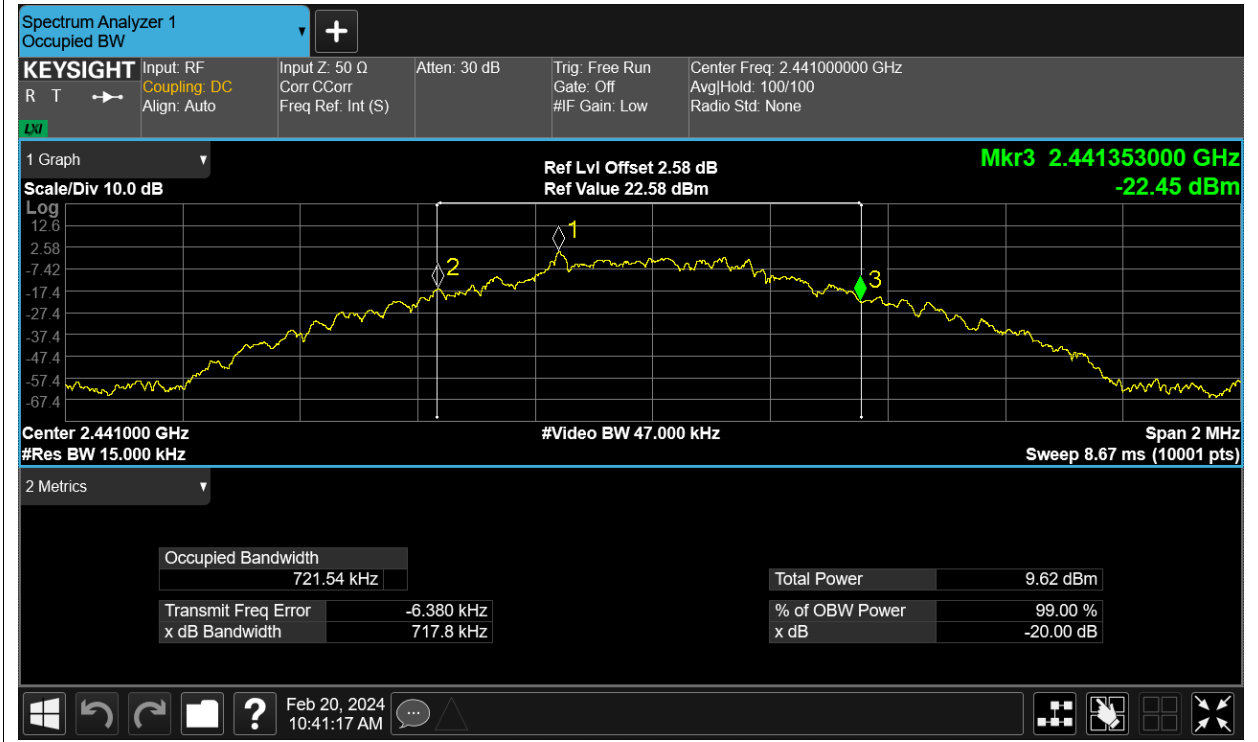 Spectrum Analyzer 1
Occupied BW
KEYSIGHT
R T
LXI
Input: RF
Coupling: DC
Align: Auto
Input Z: 50 Ω
Corr CCorr
Freq Ref: Int (S)
Atten: 30 dB
Trig: Free Run
Gate: Off
#IF Gain: Low
Center Freq: 2.441000000 GHz
Avg|Hold: 100/100
Radio Std: None
1 Graph
Scale/Div 10.0 dB
Ref Lvl Offset 2.58 dB
Ref Value 22.58 dBm
Mkr3 2.441353000 GHz
-22.45 dBm
Log
12.6
2.58
-7.42
-17.4
-27.4
-37.4
-47.4
-57.4
-67.4
1
2
3
Center 2.441000 GHz
#Video BW 47.000 kHz
Span 2 MHz
#Res BW 15.000 kHz
Sweep 8.67 ms (10001 pts)
2 Metrics
Occupied Bandwidth
721.54 kHz
Total Power 9.62 dBm
Transmit Freq Error -6.380 kHz
% of OBW Power 99.00 %
x dB Bandwidth 717.8 kHz
x dB -20.00 dB
?
Feb 20, 2024
10:41:17 AM